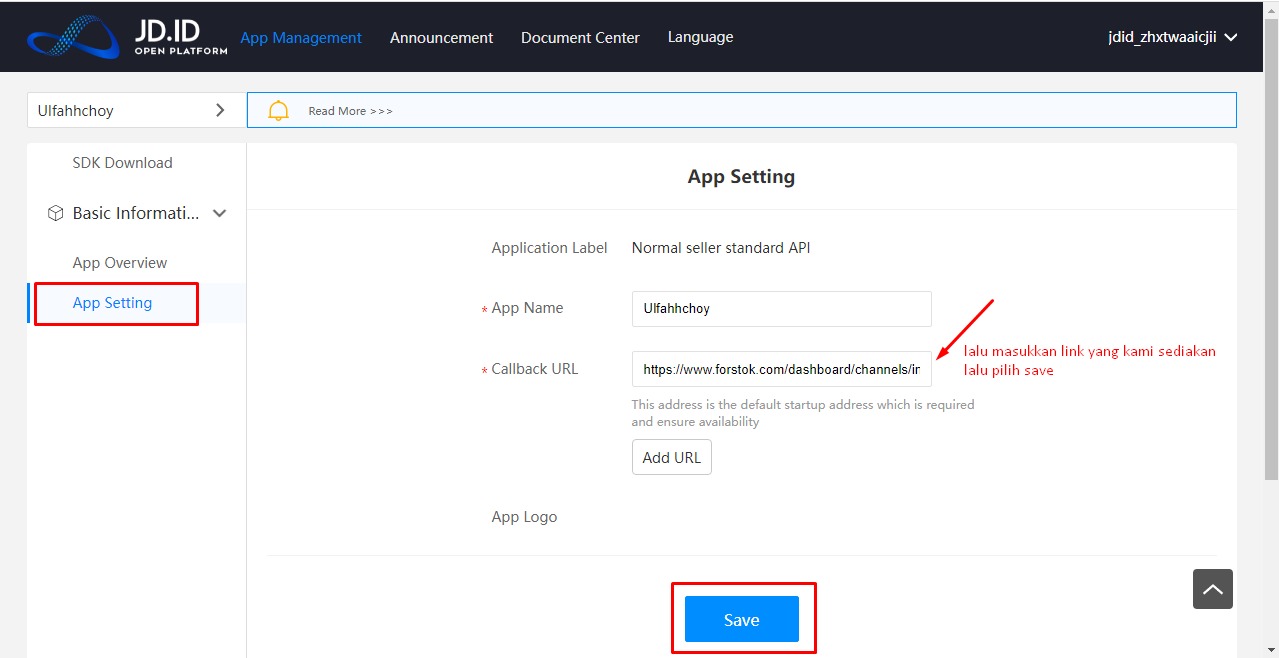 JD.ID
OPEN PLATFORM
App Management
Announcement
Document Center
Language
jdid_zhxtwaaicjii
Ulfahhchoy
Read More >>>
SDK Download
Basic Informati...
App Overview
App Setting
App Setting
Application Label
Normal seller standard API
* App Name
Ulfahhchoy
* Callback URL
https://www.forstok.com/dashboard/channels/in
lalu masukkan link yang kami sediakan
lalu pilih save
This address is the default startup address which is required
and ensure availability
Add URL
App Logo
Save